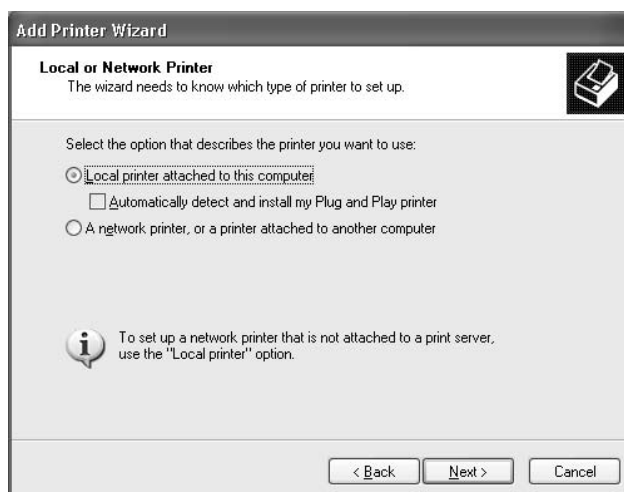 Add Printer Wizard
Local or Network Printer
The wizard needs to know which type of printer to set up.
Select the option that describes the printer you want to use:
Local printer attached to this computer
Automatically detect and install my Plug and Play printer
A network printer, or a printer attached to another computer
To set up a network printer that is not attached to a print server,
use the "Local printer" option.
< Back
Next >
Cancel